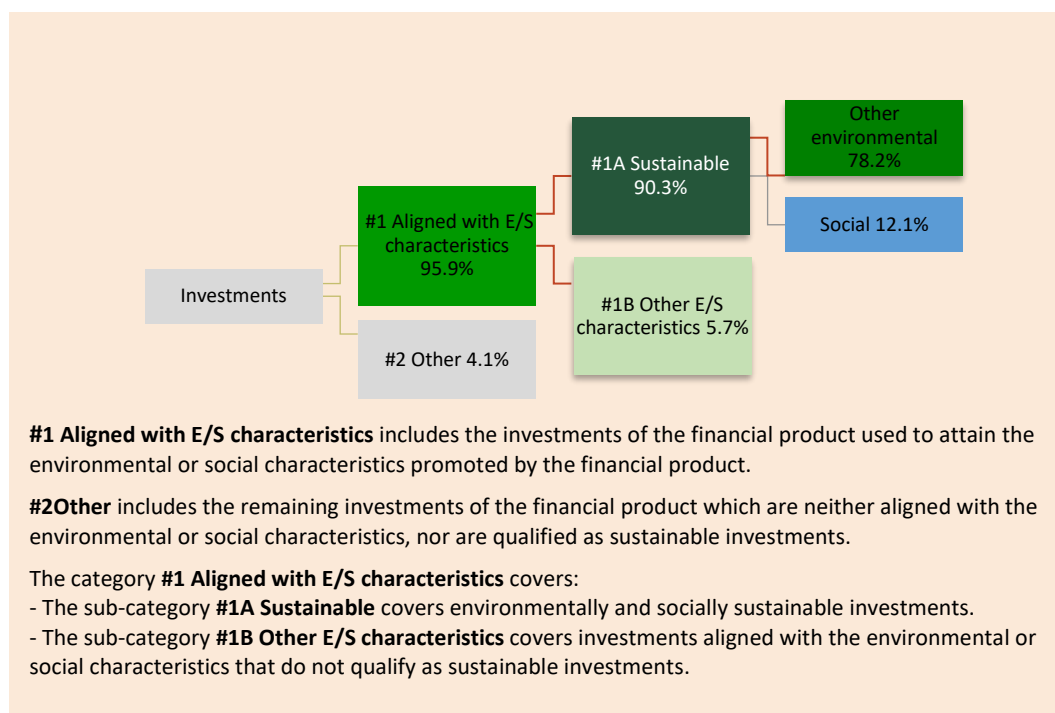 Other
environmental
78.2%
#1A Sustainable
90.3%
Social 12.1%
#1 Aligned with E/S
characteristics
95.9%
Investments
#1B Other E/S
characteristics 5.7%
#2 Other 4.1%
#1 Aligned with E/S characteristics includes the investments of the financial product used to attain the
environmental or social characteristics promoted by the financial product.
#2Other includes the remaining investments of the financial product which are neither aligned with the
environmental or social characteristics, nor are qualified as sustainable investments.
The category #1 Aligned with E/S characteristics covers:
- The sub-category #1A Sustainable covers environmentally and socially sustainable investments.
- The sub-category #1B Other E/S characteristics covers investments aligned with the environmental or
social characteristics that do not qualify as sustainable investments.